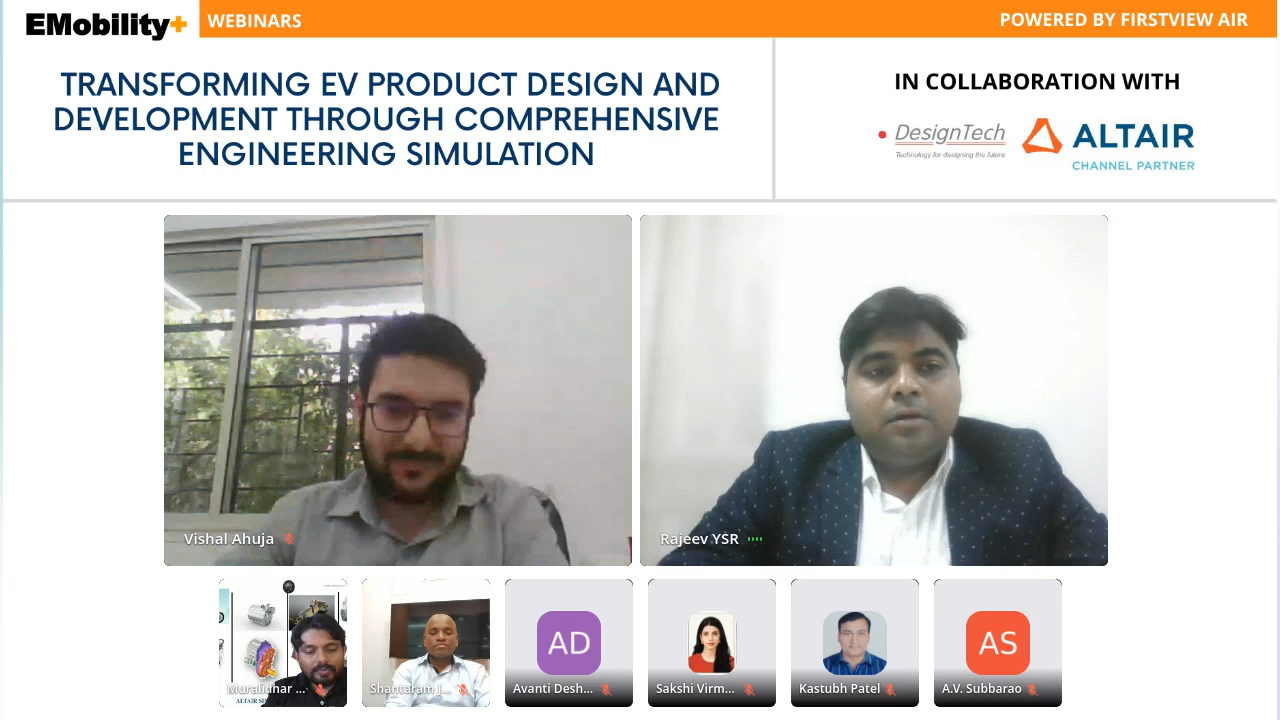 EMobility+
WEBINARS
POWERED BY FIRSTVIEW AIR
TRANSFORMING EV PRODUCT DESIGN AND
DEVELOPMENT THROUGH COMPREHENSIVE
ENGINEERING SIMULATION
IN COLLABORATION WITH
DesignTech
Technology for designing the future
ALTAIR
CHANNEL PARTNER
Vishal Ahuja
Rajeev YSR
Muralidhar ...
Shantaram J...
AD
Avanti Desh...
Sakshi Virm...
Kastubh Patel
AS
A.V. Subbarao